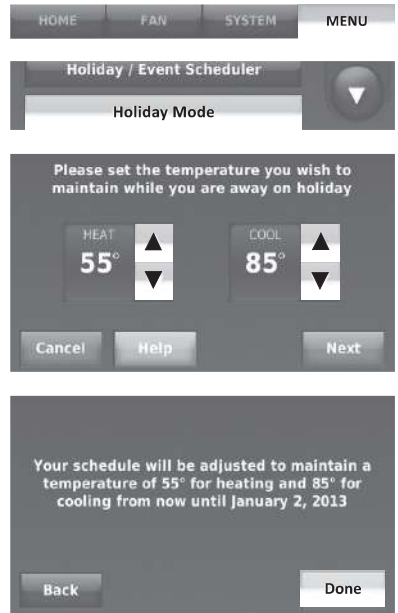 HOME FAN SYSTEM MENU
Holiday / Event Scheduler
Holiday Mode
Please set the temperature you wish to
maintain while you are away on holiday
HEAT COOL
55° 85°
Cancel Help Next
Your schedule will be adjusted to maintain a
temperature of 55° for heating and 85° for
cooling from now until January 2, 2013
Back Done